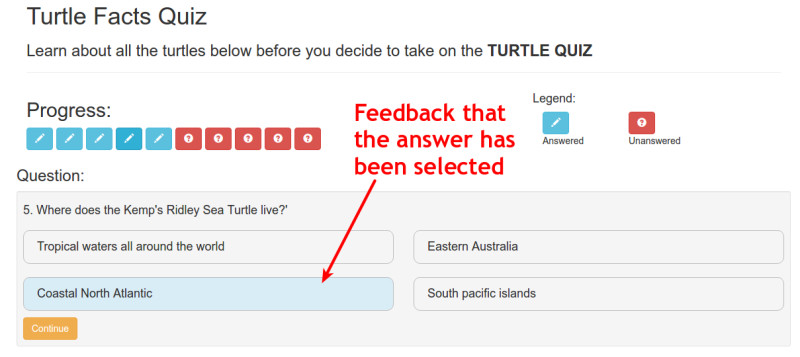 Turtle Facts Quiz
Learn about all the turtles below before you decide to take on the TURTLE QUIZ
Progress:
Legend:
Answered
Unanswered
Feedback that
the answer has
been selected
Question:
5. Where does the Kemp's Ridley Sea Turtle live?'
Tropical waters all around the world
Eastern Australia
Coastal North Atlantic
South pacific islands
Continue